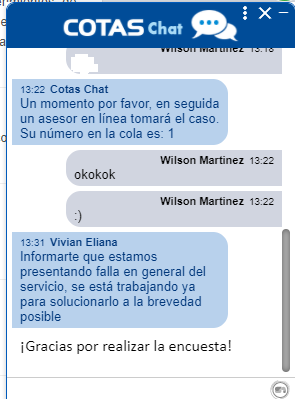 COTAS Chat
Wilson Martinez 13:18
13:22 Cotas Chat
Un momento por favor, en seguida
un asesor en línea tomará el caso.
Su número en la cola es: 1
Wilson Martinez 13:22
okokok
Wilson Martinez 13:22
:)
13:31 Vivian Eliana
Informarte que estamos
presentando falla en general del
servicio, se está trabajando ya
para solucionarlo a la brevedad
posible
¡Gracias por realizar la encuesta!